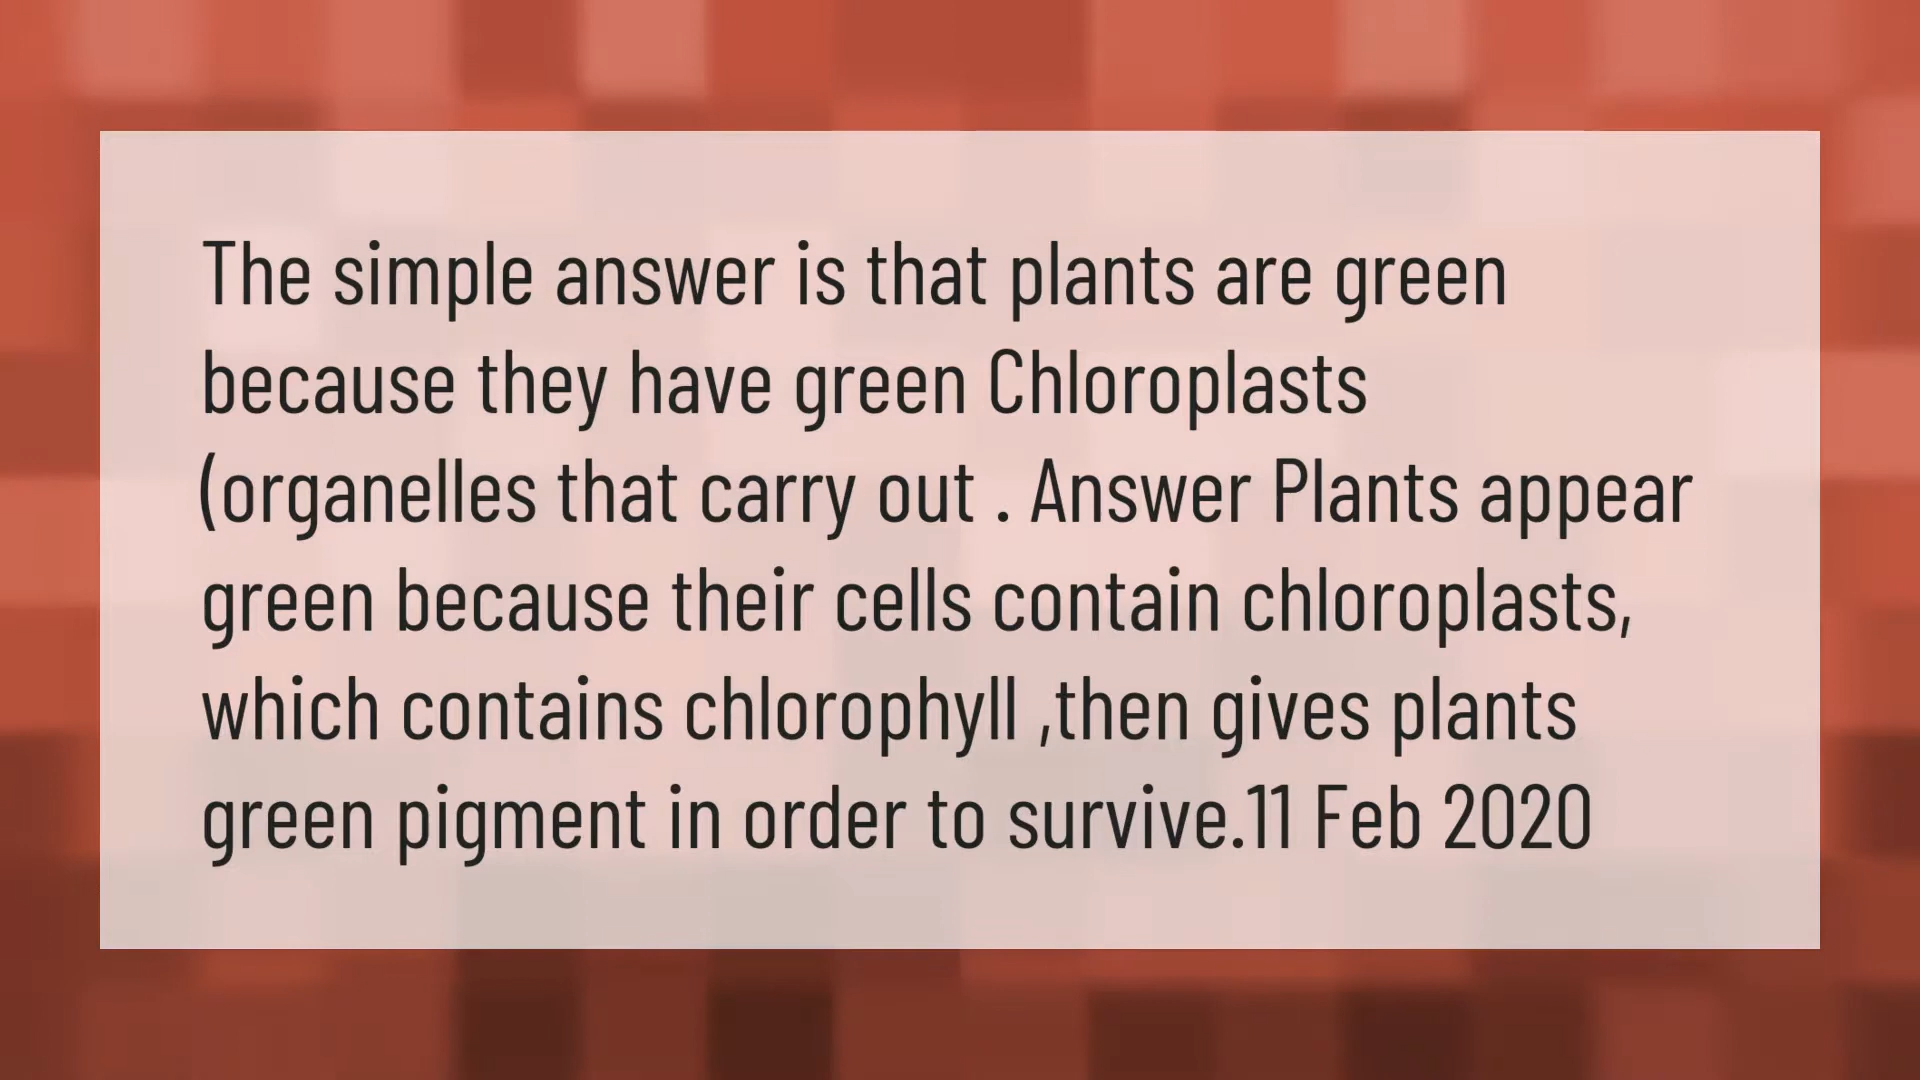 The simple answer is that plants are green
because they have green Chloroplasts
(organelles that carry out . Answer Plants appear
green because their cells contain chloroplasts,
which contains chlorophyll ,then gives plants
green pigment in order to survive.11 Feb 2020